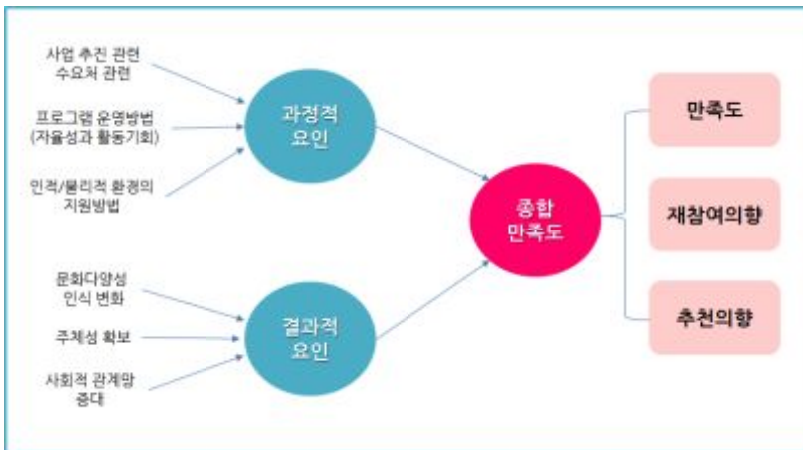 사업 추진 관련
수요처 관련
프로그램 운영방법
(자율성과 활동기회)
인적/물리적 환경의
지원방법
과정적
요인
문화다양성
인식 변화
주체성 확보
사회적 관계망
증대
결과적
요인
종합
만족도
만족도
재참여의향
추천의향